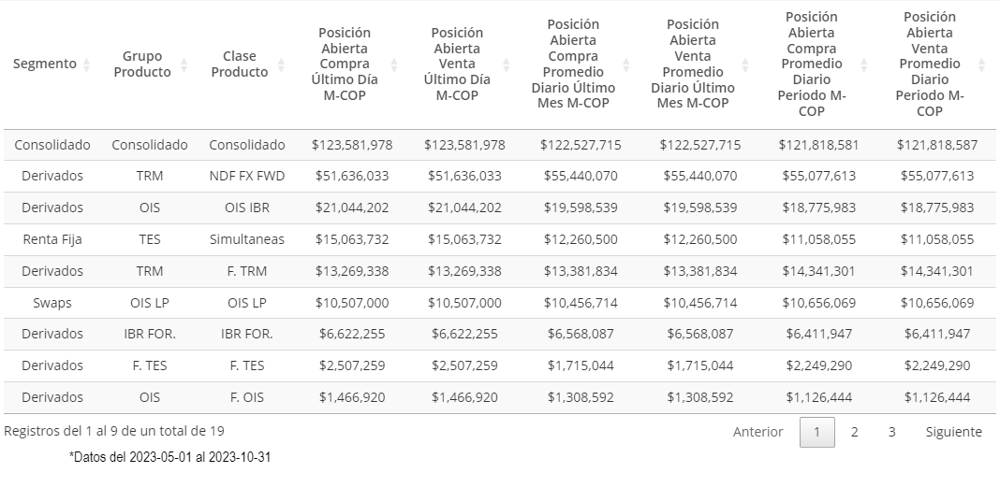 Segmento Grupo Producto Clase Producto Posición Abierta Compra Último Día M-COP Posición Abierta Venta Último Día M-COP Posición Abierta Compra Promedio Diario Último Mes M-COP Posición Abierta Venta Promedio Diario Último Mes M-COP Posición Abierta Compra Promedio Diario Periodo M-COP Posición Abierta Venta Promedio Diario Periodo M-COP
Consolidado Consolidado Consolidado $123,581,978 $123,581,978 $122,527,715 $122,527,715 $121,818,581 $121,818,587
Derivados TRM NDF FX FWD $51,636,033 $51,636,033 $55,440,070 $55,440,070 $55,077,613 $55,077,613
Derivados OIS OIS IBR $21,044,202 $21,044,202 $19,598,539 $19,598,539 $18,775,983 $18,775,983
Renta Fija TES Simultaneas $15,063,732 $15,063,732 $12,260,500 $12,260,500 $11,058,055 $11,058,055
Derivados TRM F. TRM $13,269,338 $13,269,338 $13,381,834 $13,381,834 $14,341,301 $14,341,301
Swaps OIS LP OIS LP $10,507,000 $10,507,000 $10,456,714 $10,456,714 $10,656,069 $10,656,069
Derivados IBR FOR. IBR FOR. $6,622,255 $6,622,255 $6,568,087 $6,568,087 $6,411,947 $6,411,947
Derivados F. TES F. TES $2,507,259 $2,507,259 $1,715,044 $1,715,044 $2,249,290 $2,249,290
Derivados OIS F. OIS $1,466,920 $1,466,920 $1,308,592 $1,308,592 $1,126,444 $1,126,444
Registros del 1 al 9 de un total de 19 Anterior 1 2 3 Siguiente
*Datos del 2023-05-01 al 2023-10-31